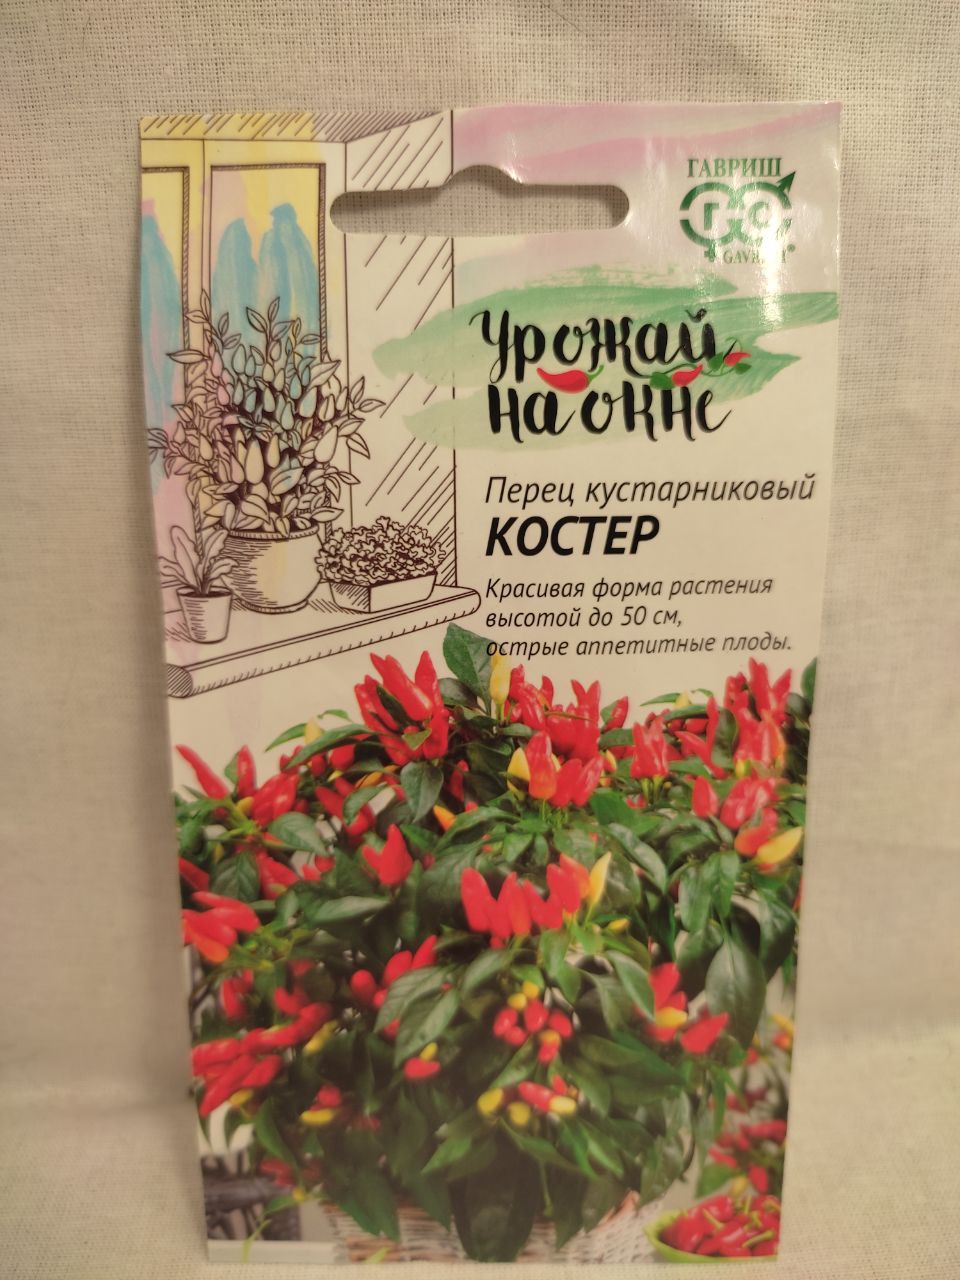 ГАВРИШ
Урожай
на окне
Перец кустарниковый
КОСТЕР
Красивая форма растения
высотой до 50 см,
острые аппетитные плоды.